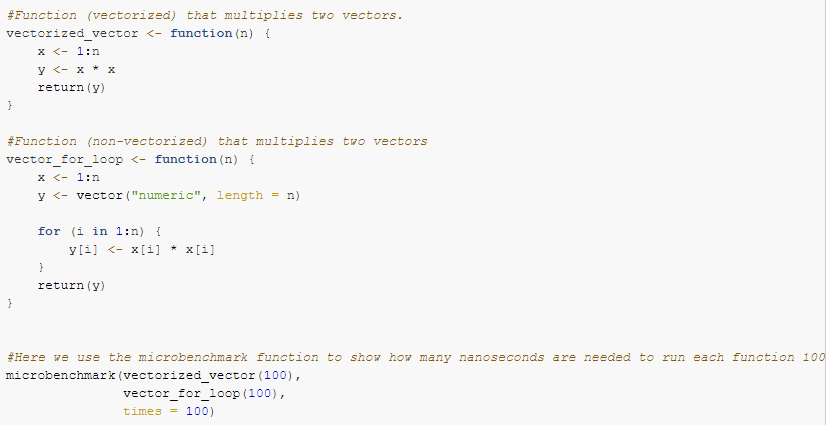 #Function (vectorized) that multiplies two vectors.
vectorized_vector <- function(n) {
    x <- 1:n
    y <- x * x
    return(y)
}

#Function (non-vectorized) that multiplies two vectors
vector_for_loop <- function(n) {
    x <- 1:n
    y <- vector("numeric", length = n)

    for (i in 1:n) {
        y[i] <- x[i] * x[i]
    }
    return(y)
}

#Here we use the microbenchmark function to show how many nanoseconds are needed to run each function 100
microbenchmark(vectorized_vector(100),
               vector_for_loop(100),
               times = 100)